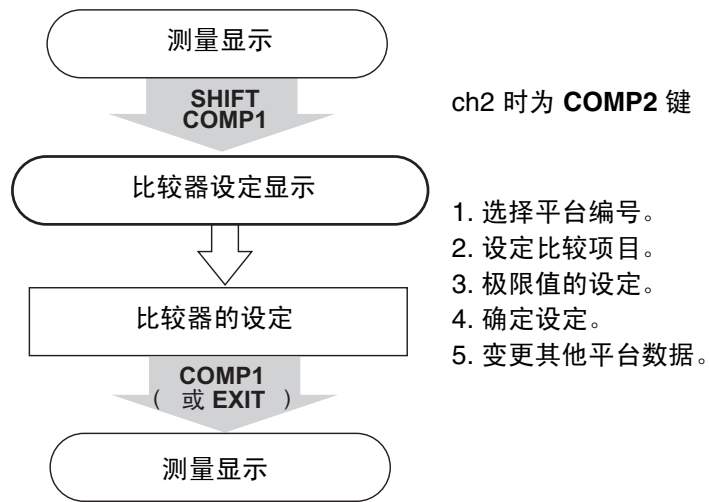 测量显示
SHIFT
COMP1
ch2 时为 COMP2 键
比较器设定显示
1. 选择平台编号。
2. 设定比较项目。
3. 极限值的设定。
4. 确定设定。
5. 变更其他平台数据。
比较器的设定
COMP1
（ 或 EXIT ）
测量显示